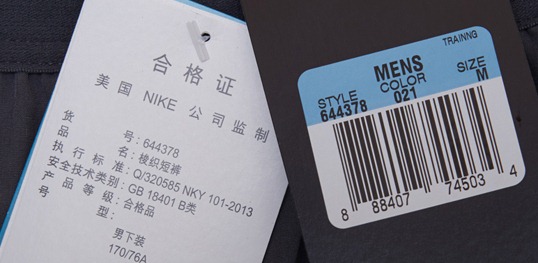 合格证
美国 NIKE 公司监制
货号:644378
品名:梭织短裤
执行标准:Q/320585 NKY 101-2013
安全技术类别:GB 18401 B类
产品等级:合格品
号型:
男下装
170/76A
TRAINNG
MENS
STYLE COLOR SIZE
644378 021 M
8 88407 74503 4